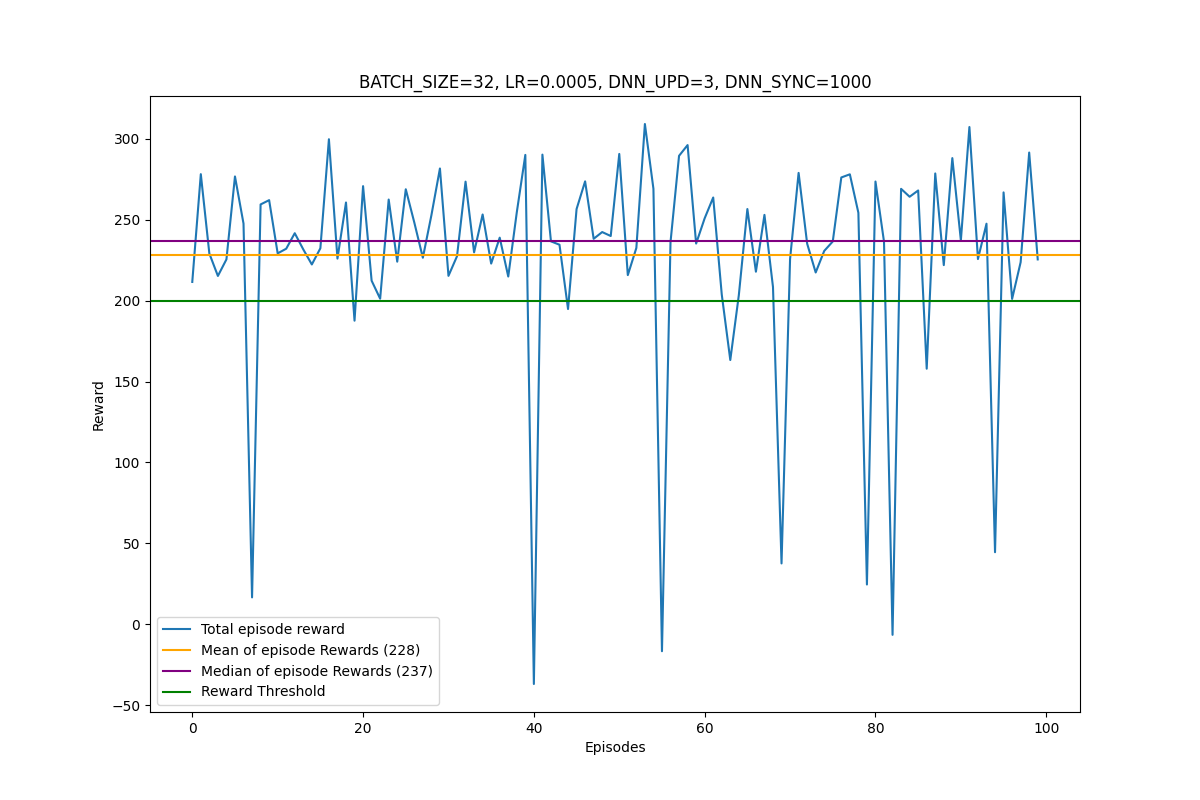 BATCH_SIZE=32, LR=0.0005, DNN_UPD=3, DNN_SYNC=1000
300
250
200
150
100
50
0
−50
Reward
Total episode reward
Mean of episode Rewards (228)
Median of episode Rewards (237)
Reward Threshold
0 20 40 60 80 100
Episodes